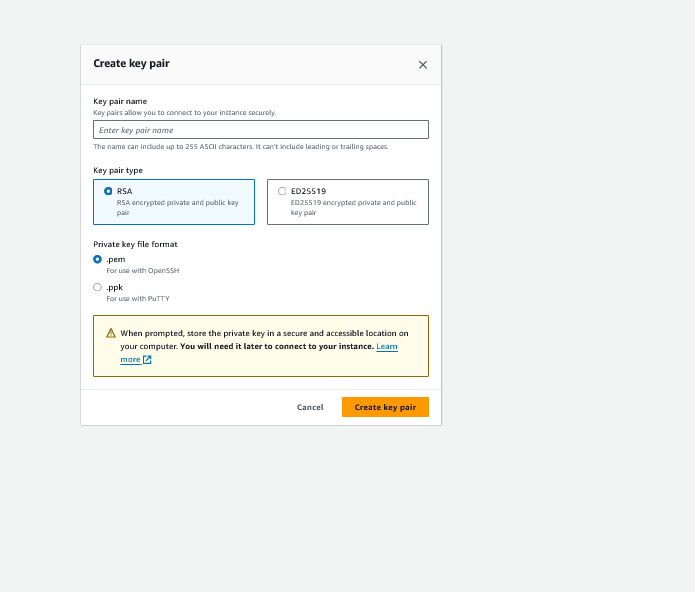 Create key pair
Key pair name
Key pairs allow you to connect to your instance securely.
Enter key pair name
The name can include up to 255 ASCII characters. It can't include leading or trailing spaces.
Key pair type
RSA
RSA encrypted private and public key
pair
ED25519
ED25519 encrypted private and public
key pair
Private key file format
.pem
For use with OpenSSH
.ppk
For use with PuTTY
When prompted, store the private key in a secure and accessible location on
your computer. You will need it later to connect to your instance. Learn
more
Cancel
Create key pair